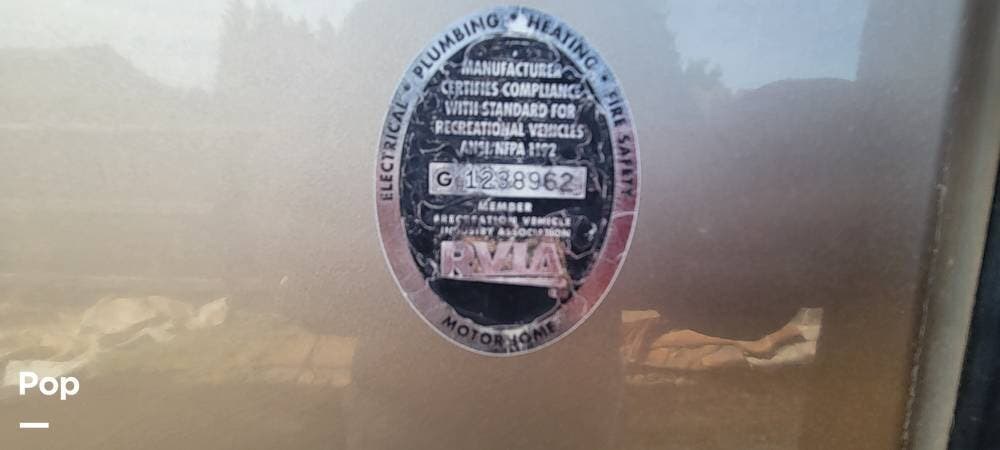 ELECTRICAL • PLUMBING • HEATING • FIRE SAFETY
MANUFACTURER
CERTIFIES COMPLIANCE
WITH STANDARD FOR
RECREATIONAL VEHICLES
ANSI/NFPA 1192
G 1238962
MEMBER
RECREATION VEHICLE
INDUSTRY ASSOCIATION
RVIA
MOTOR HOME
Pop